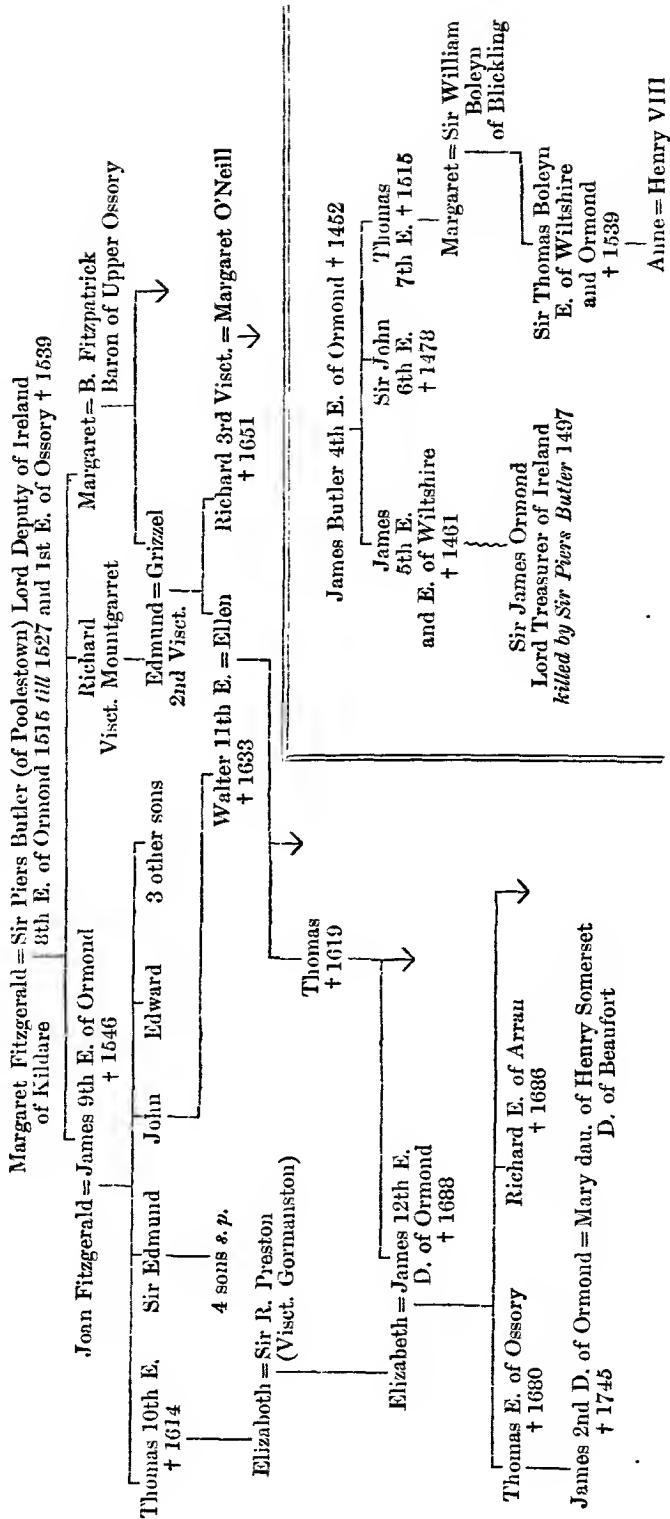 Margaret Fitzgerald = Sir Piers Butler (of Poolestown) Lord Deputy of Ireland
of Kildare 8th E. of Ormond 1515 till 1527 and 1st E. of Ossory † 1539
Joan Fitzgerald = James 9th E. of Ormond
† 1546
Richard
Visct. Mountgarret
Margaret = B. Fitzpatrick
Baron of Upper Ossory
Thomas 10th E.
† 1614
Sir Edmund
John
Edward
3 other sons
Edmund = Grizzel
2nd Visct.
4 sons s.p.
Walter 11th E. = Ellen
† 1633
Richard 3rd Visct. = Margaret O'Neill
† 1651
Elizaboth = Sir R. Preston
(Visct. Gormanston)
Thomas
† 1619
Elizabeth = James 12th E.
D. of Ormond
† 1688
Thomas E. of Ossory
† 1680
Richard E. of Arran
† 1686
James 2nd D. of Ormond = Mary dau. of Henry Somerset
† 1745 D. of Beaufort
James Butler 4th E. of Ormond † 1452
James
5th E.
and E. of Wiltshire
† 1461
Sir John
6th E.
† 1478
Thomas
7th E. † 1515
Sir James Ormond
Lord Treasurer of Ireland
killed by Sir Piers Butler 1497
Margaret = Sir William
Boleyn
of Blickling
Sir Thomas Boleyn
E. of Wiltshire
and Ormond
† 1539
Anne = Henry VIII